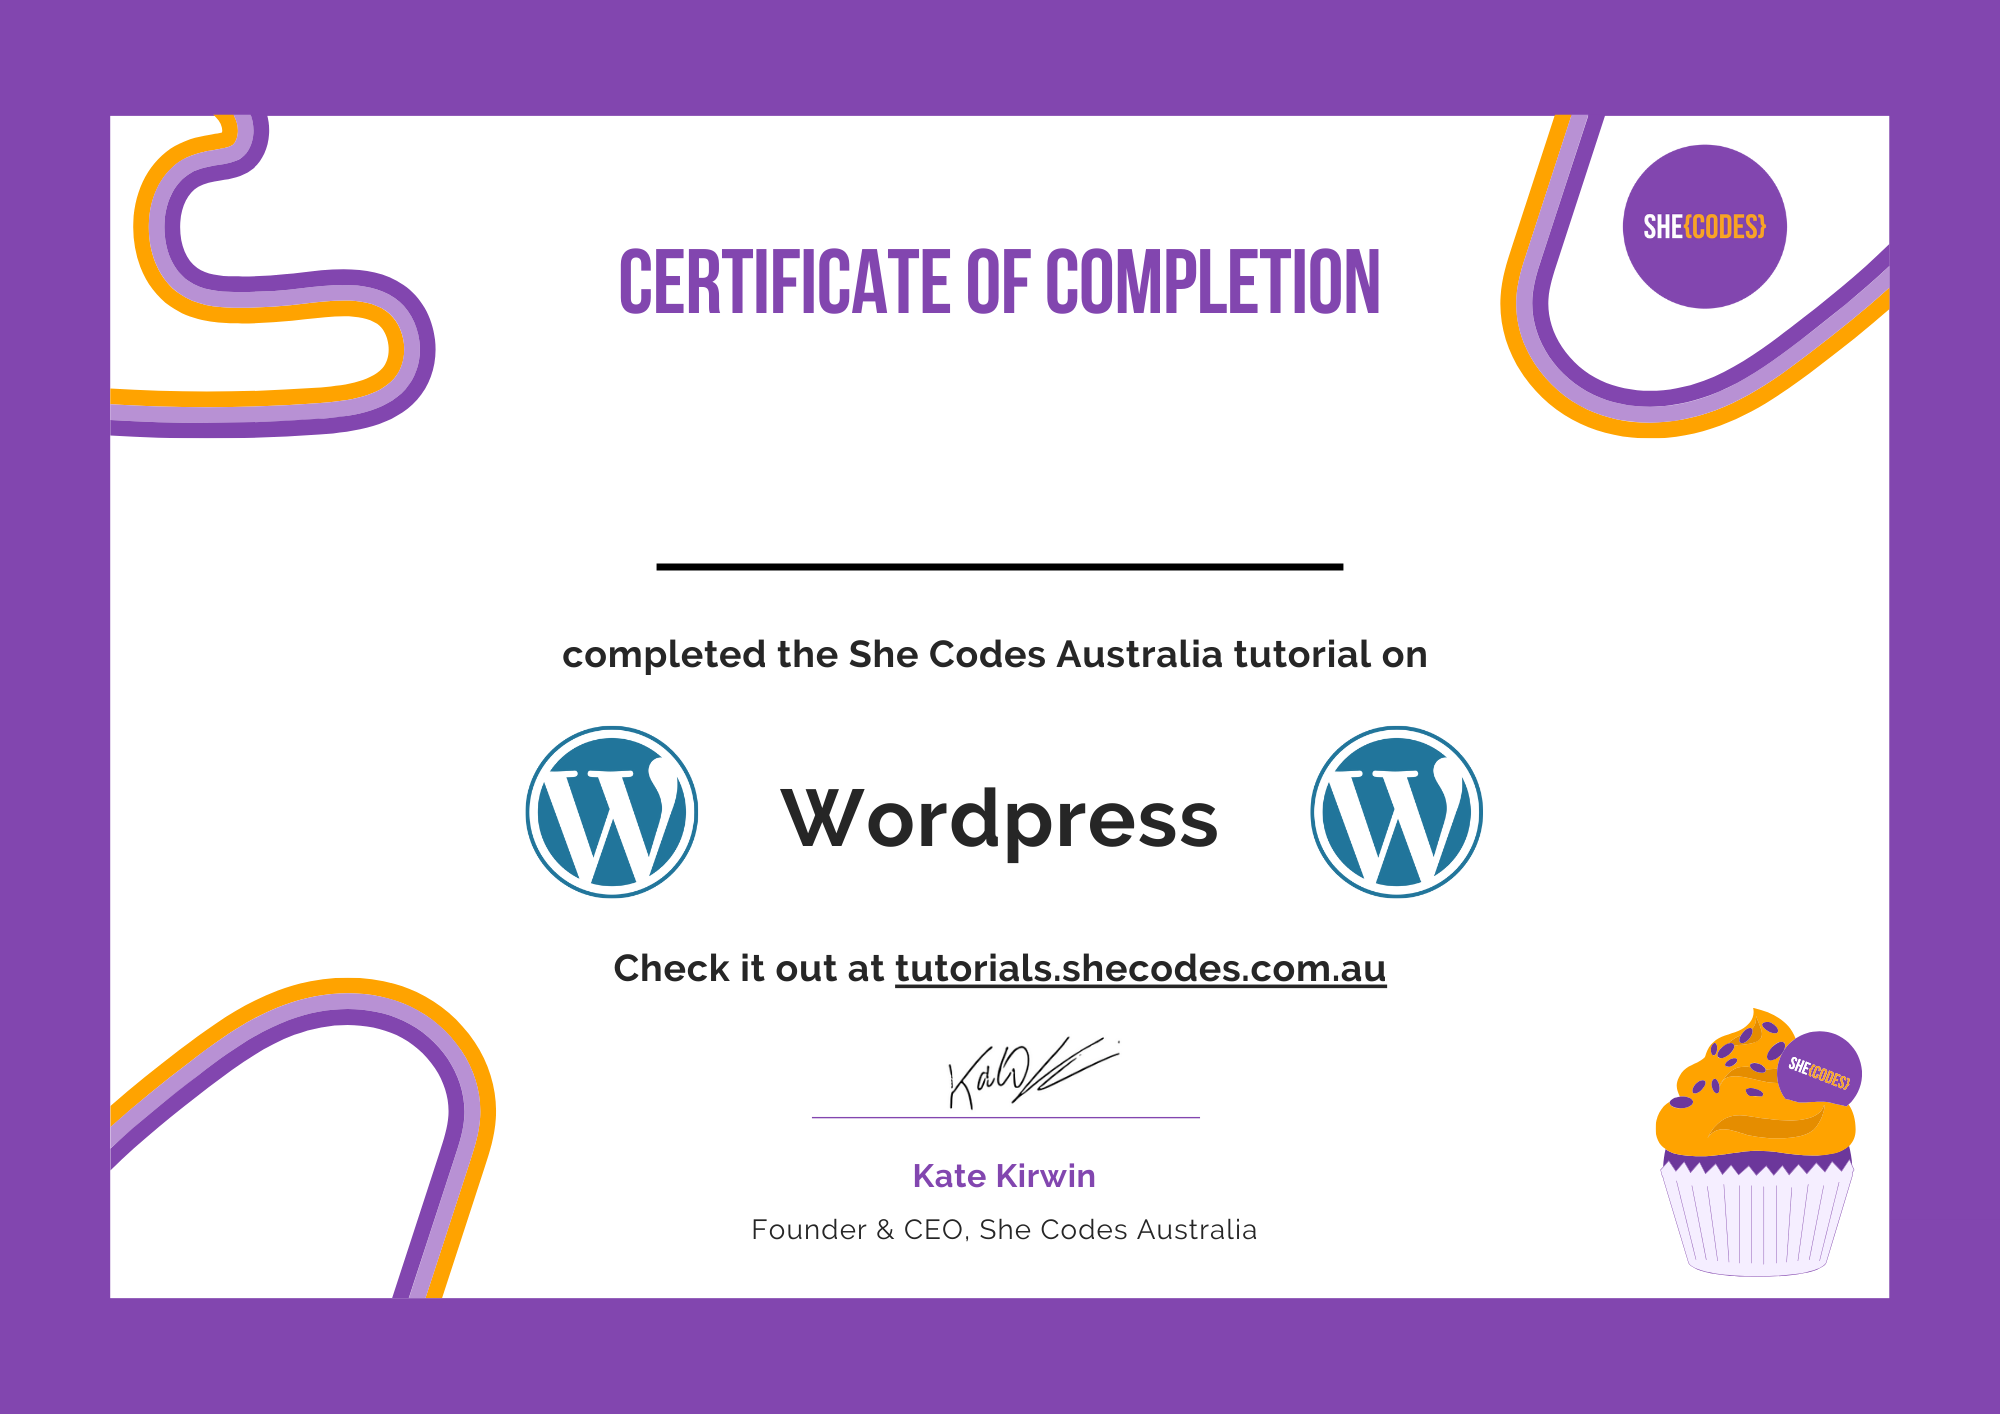 SHE{CODES}
CERTIFICATE OF COMPLETION
completed the She Codes Australia tutorial on
Wordpress
Check it out at tutorials.shecodes.com.au
Kate Kirwin
Founder & CEO, She Codes Australia
SHE{CODES}